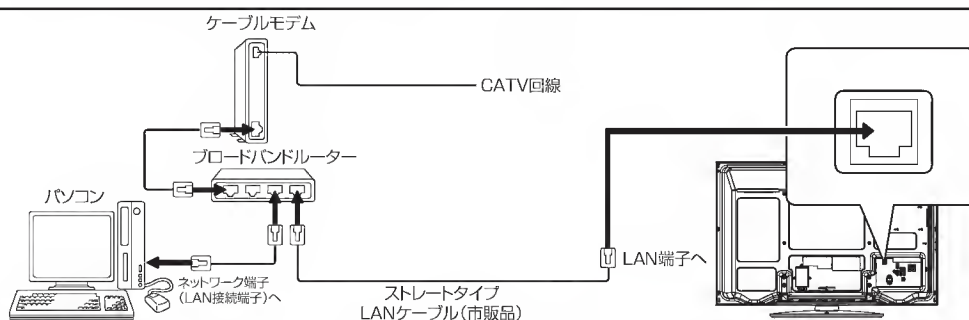 ケーブルモデム
CATV回線
ブロードバンドルーター
パソコン
LAN端子へ
ネットワーク端子
(LAN接続端子)へ
ストレートタイプ
LANケーブル(市販品)